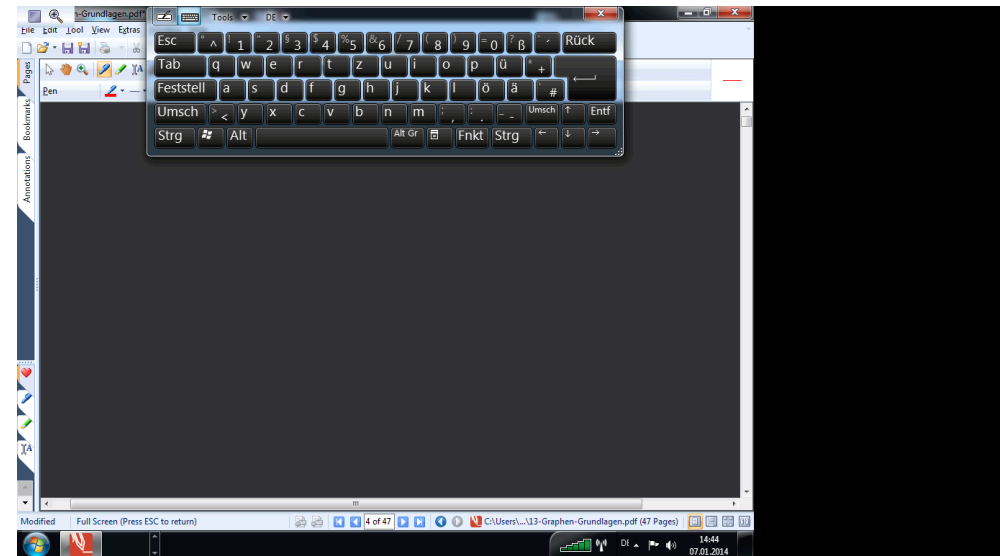 n-Grundlagen.pdf* Tools DE
File Edit Tool View Extras
Esc ° ^ ! 1 " 2 § 3 $ 4 % 5 & 6 / 7 ( 8 ) 9 = 0 ? ß ` ´ Rück
Tab q w e r t z u i o p ü * +
Pen
Feststell a s d f g h j k l ö ä ' #
Umsch > < y x c v b n m ; , : . _ - Umsch ↑ Entf
Strg Alt Alt Gr Fnkt Strg ← ↓ →
Pages
Bookmarks
Annotations
Modified Full Screen (Press ESC to return) 4 of 47 C:\Users\...\13-Graphen-Grundlagen.pdf (47 Pages)
DE 14:44
07.01.2014